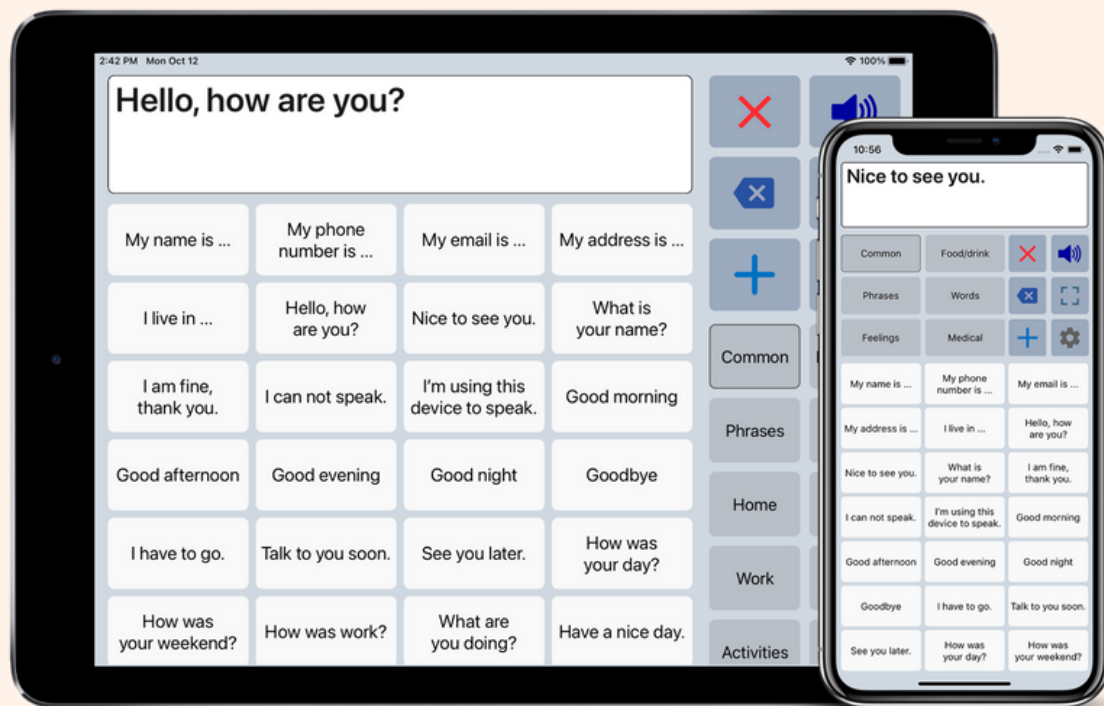 2:42 PM Mon Oct 12
100%
Hello, how are you?
My name is ...
My phone
number is ...
My email is ...
My address is ...
I live in ...
Hello, how
are you?
Nice to see you.
What is
your name?
I am fine,
thank you.
I can not speak.
I'm using this
device to speak.
Good morning
Good afternoon
Good evening
Good night
Goodbye
I have to go.
Talk to you soon.
See you later.
How was
your day?
How was
your weekend?
How was work?
What are
you doing?
Have a nice day.
Common
Phrases
Home
Work
Activities
10:56
Nice to see you.
Common
Food/drink
Phrases
Words
Feelings
Medical
My name is ...
My phone
number is ...
My email is ...
My address is ...
I live in ...
Hello, how
are you?
Nice to see you.
What is
your name?
I am fine,
thank you.
I can not speak.
I'm using this
device to speak.
Good morning
Good afternoon
Good evening
Good night
Goodbye
I have to go.
Talk to you soon.
See you later.
How was
your day?
How was
your weekend?